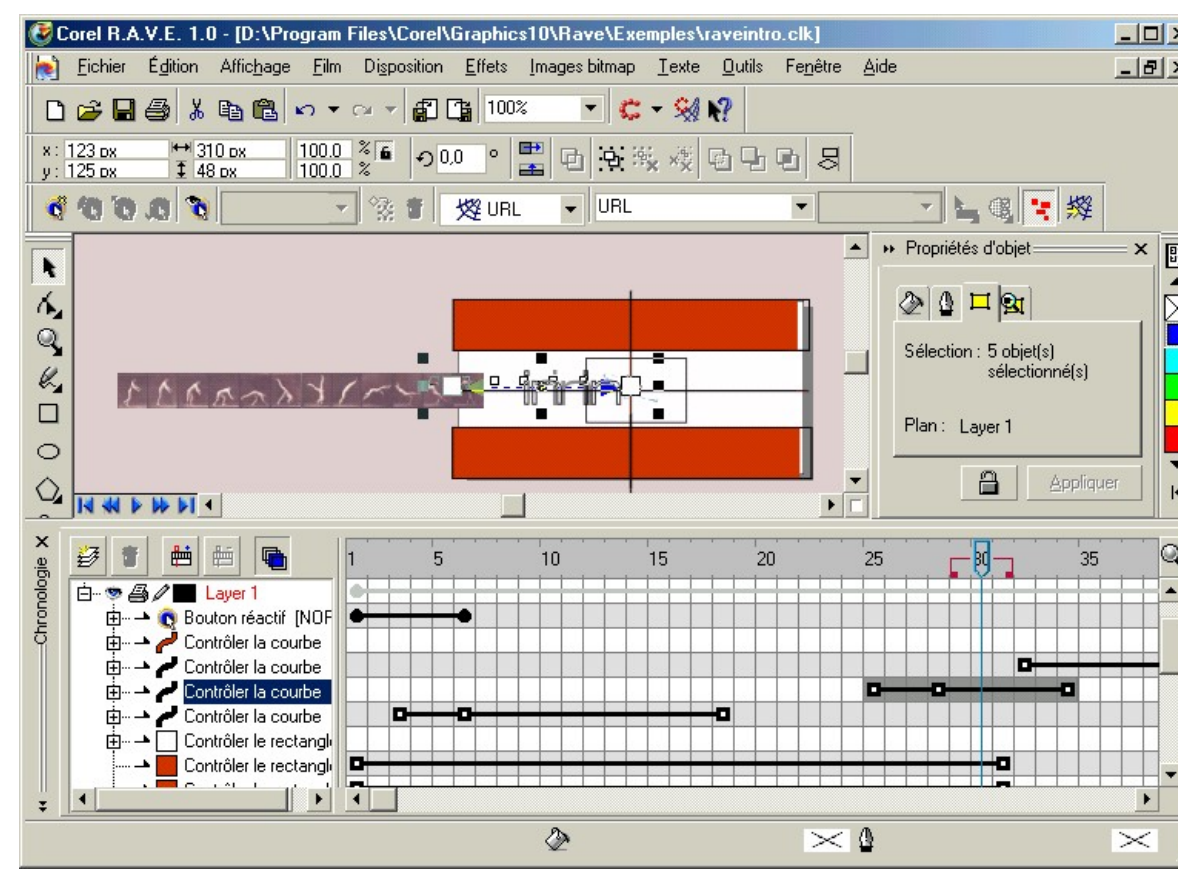 Corel R.A.V.E. 1.0 - [D:\Program Files\Corel\Graphics10\Rave\Exemples\raveintro.clk]
Fichier Édition Affichage Film Disposition Effets Images bitmap Texte Outils Fenêtre Aide
100%
x: 123 px 310 px 100.0 % 0,0 °
y: 125 px 48 px 100.0 %
URL URL
Propriétés d'objet
Sélection : 5 objet(s)
sélectionné(s)
Plan : Layer 1
Appliquer
Chronologie
1 5 10 15 20 25 30 35
Layer 1
Bouton réactif [NOR
Contrôler la courbe
Contrôler la courbe
Contrôler la courbe
Contrôler la courbe
Contrôler le rectangl
Contrôler le rectangl